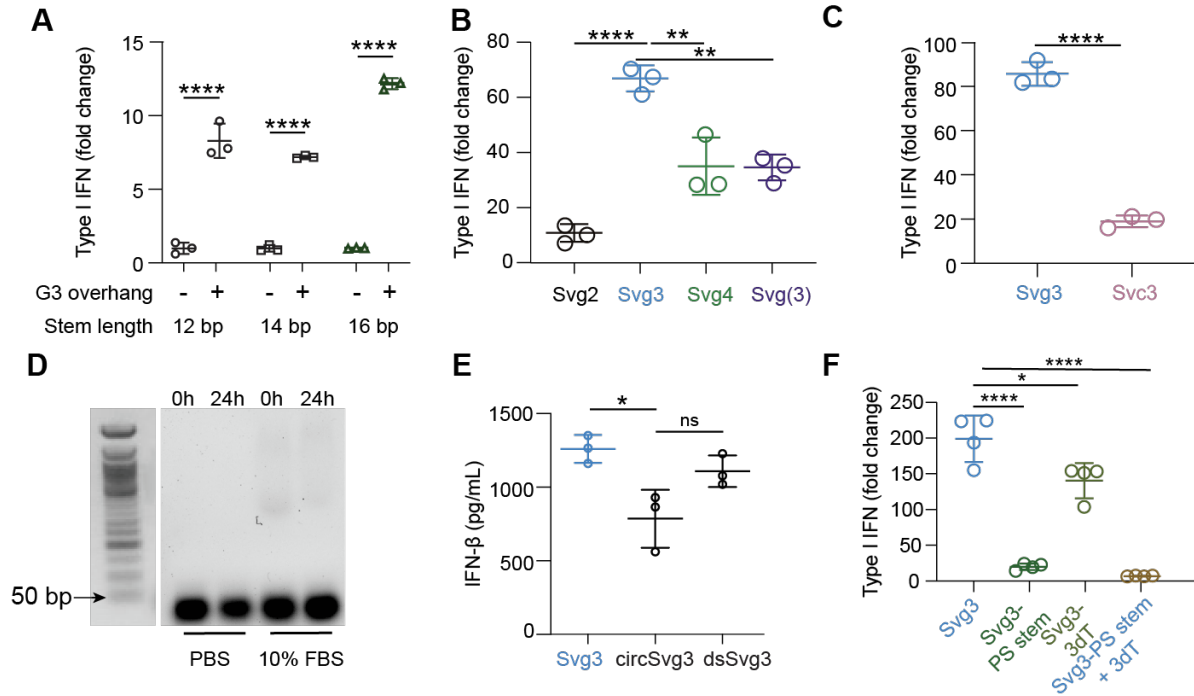 A
Type I IFN (fold change)
15
10
5
0
****
****
****
G3 overhang - + - + - +
Stem length 12 bp 14 bp 16 bp
B
Type I IFN (fold change)
80
60
40
20
0
**** **
**
Svg2 Svg3 Svg4 Svg(3)
C
Type I IFN (fold change)
100
80
60
40
20
0
****
Svg3 Svc3
D
0h 24h 0h 24h
50 bp
PBS 10% FBS
E
IFN-β (pg/mL)
1500
1000
500
0
*
ns
Svg3 circSvg3 dsSvg3
F
Type I IFN (fold change)
250
200
150
100
50
0
****
*
****
Svg3
Svg3-
PS stem
Svg3-
3dT
Svg3-PS stem
+ 3dT